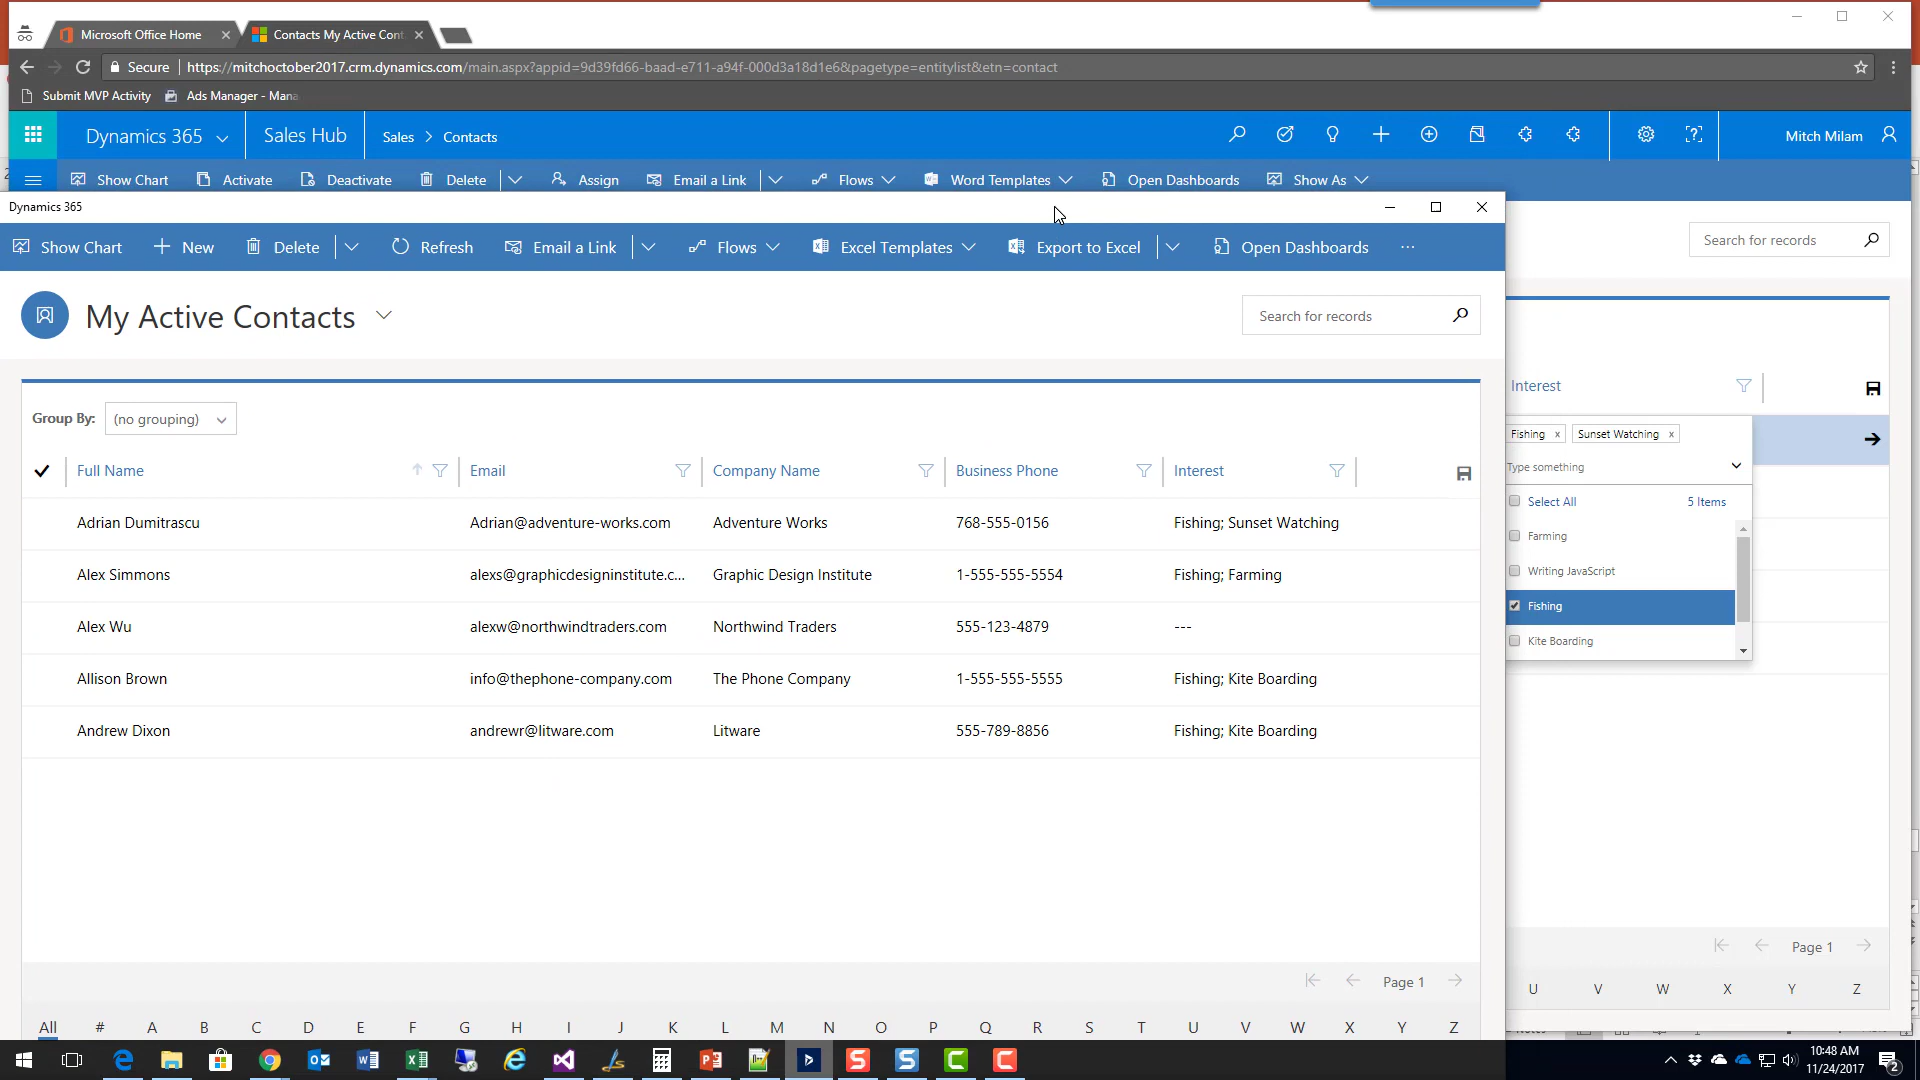 Microsoft Office Home
Contacts My Active Cont
Secure https://mitchoctober2017.crm.dynamics.com/main.aspx?appid=9d39fd66-baad-e711-a94f-000d3a18d1e6&pagetype=entitylist&etn=contact
Submit MVP Activity Ads Manager - Mana
Dynamics 365 Sales Hub Sales > Contacts Mitch Milam
Show Chart Activate Deactivate Delete Assign Email a Link Flows Word Templates Open Dashboards Show As
Dynamics 365
Show Chart New Delete Refresh Email a Link Flows Excel Templates Export to Excel Open Dashboards ...
Search for records
My Active Contacts
Search for records
Interest
Group By: (no grouping)
Fishing x Sunset Watching x
Type something
Full Name Email Company Name Business Phone Interest
Select All 5 Items
Adrian Dumitrascu Adrian@adventure-works.com Adventure Works 768-555-0156 Fishing; Sunset Watching
Farming
Alex Simmons alexs@graphicdesigninstitute.c... Graphic Design Institute 1-555-555-5554 Fishing; Farming
Writing JavaScript
Fishing
Alex Wu alexw@northwindtraders.com Northwind Traders 555-123-4879 ---
Kite Boarding
Allison Brown info@thephone-company.com The Phone Company 1-555-555-5555 Fishing; Kite Boarding
Andrew Dixon andrewr@litware.com Litware 555-789-8856 Fishing; Kite Boarding
Page 1
Page 1
U V W X Y Z
All # A B C D E F G H I J K L M N O P Q R S T U V W X Y Z
10:48 AM
11/24/2017
2